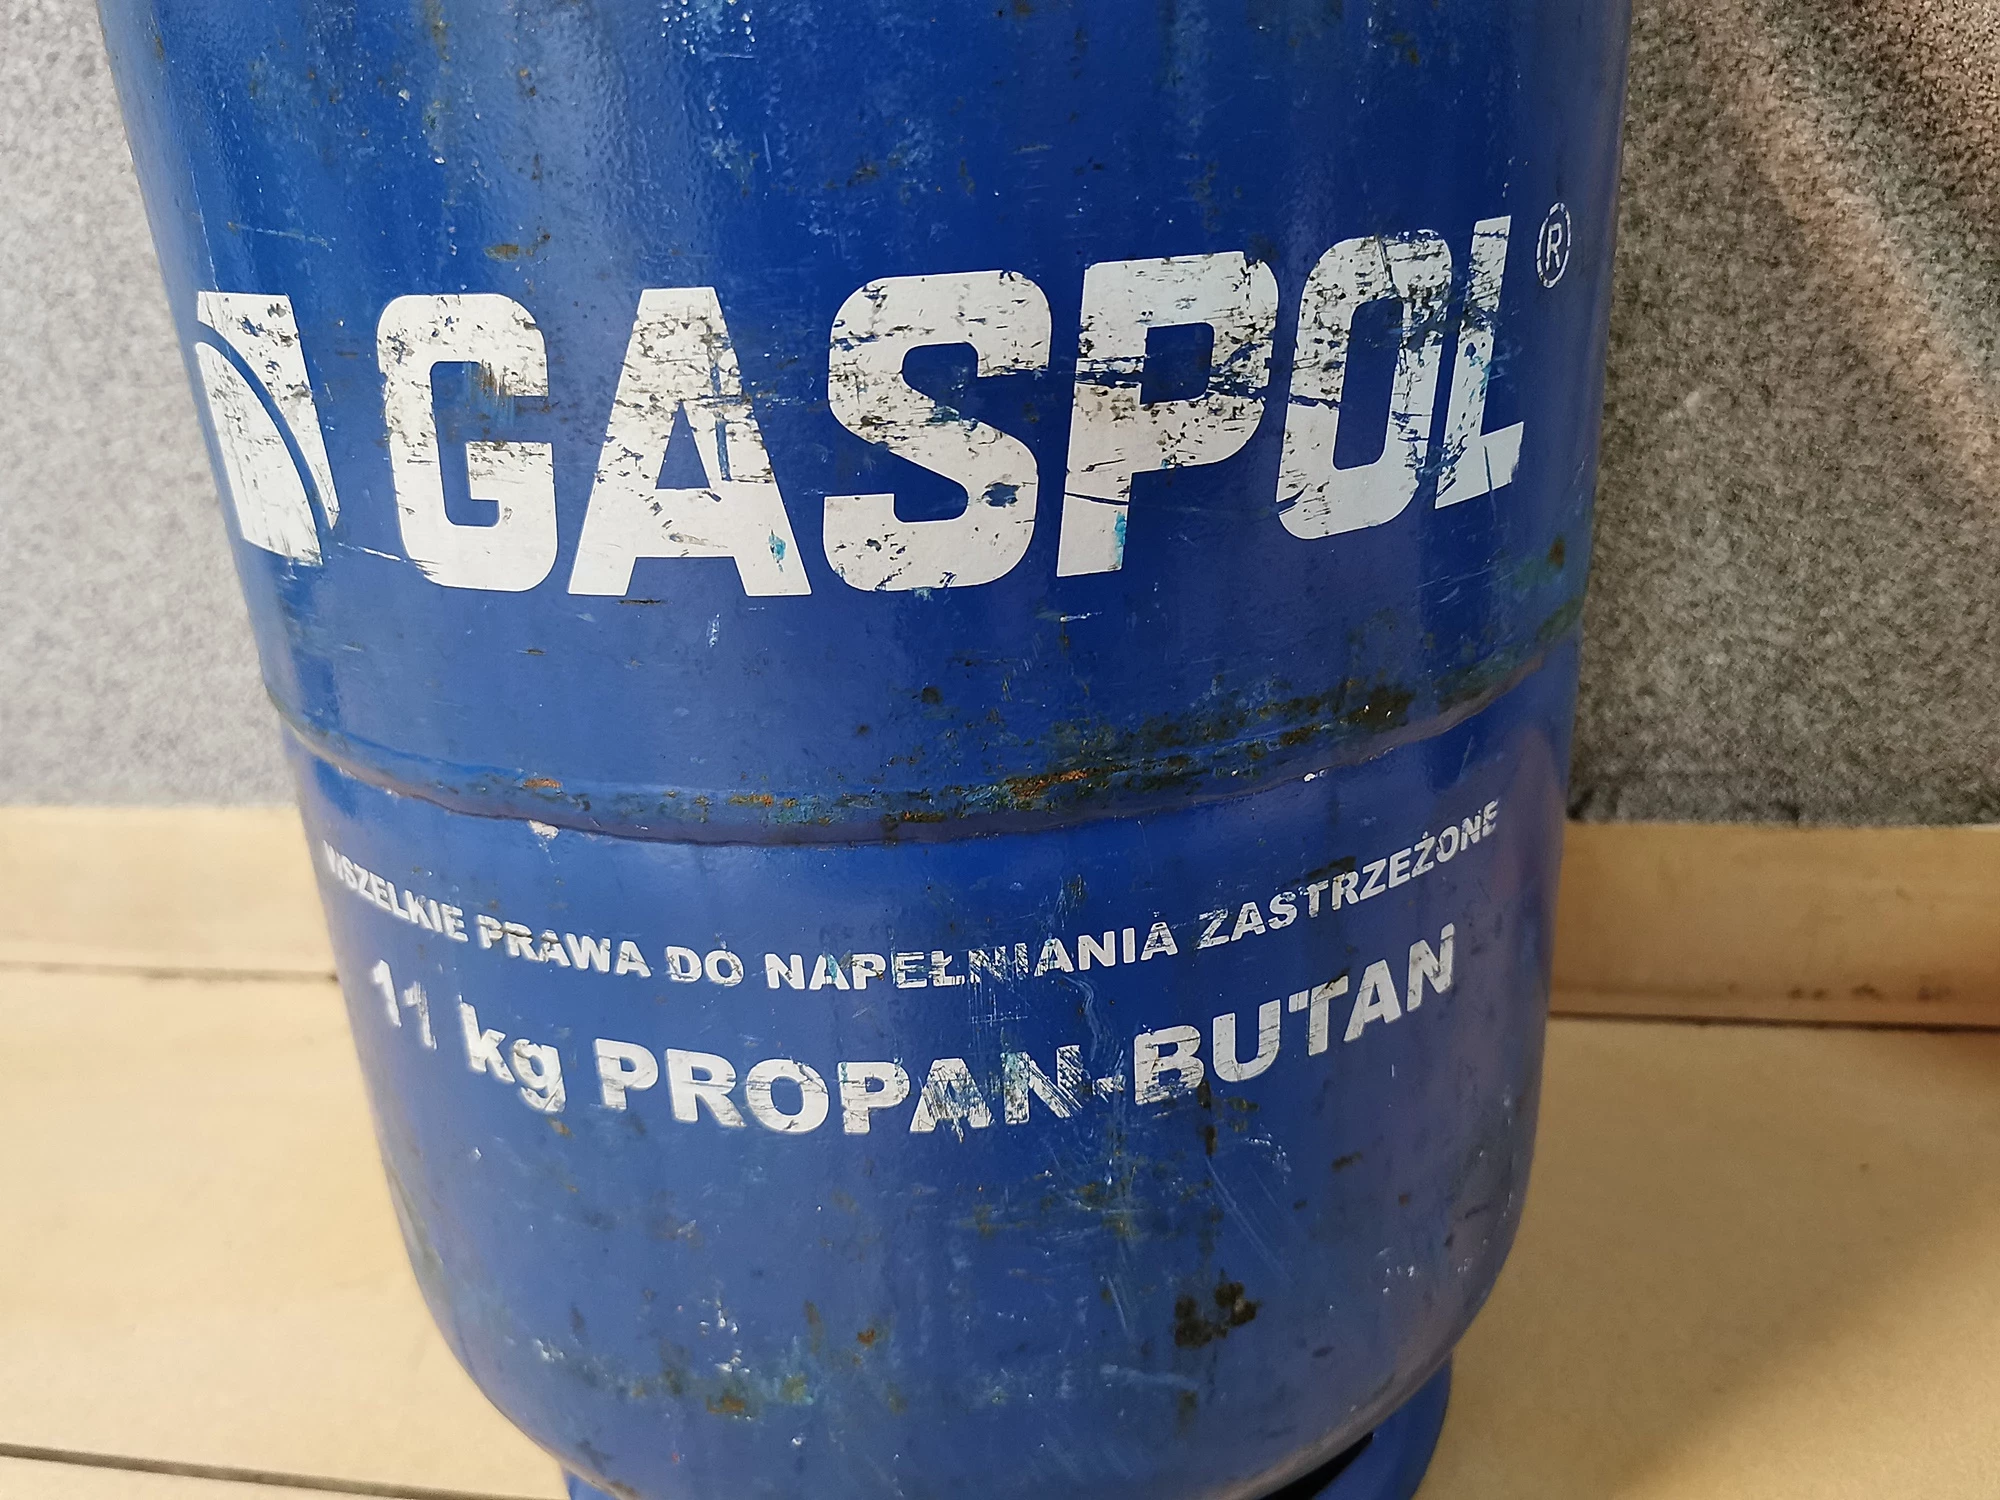 GASPOL®
WSZELKIE PRAWA DO NAPEŁNIANIA ZASTRZEŻONE
11 kg PROPAN-BUTAN